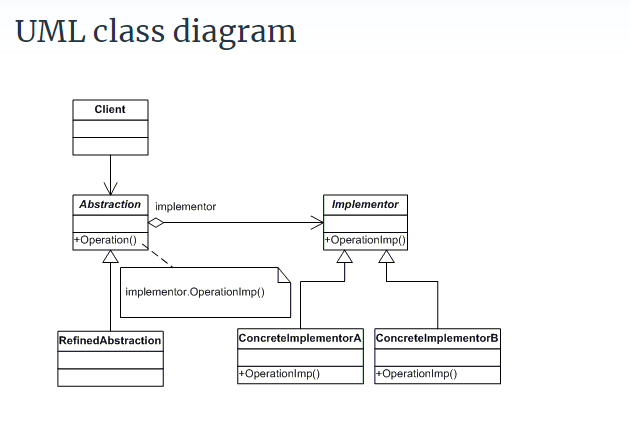 UML class diagram
Client
Abstraction
implementor
Implementor
+Operation()
+OperationImp()
implementor.OperationImp()
RefinedAbstraction
ConcreteImplementorA
ConcreteImplementorB
+OperationImp()
+OperationImp()